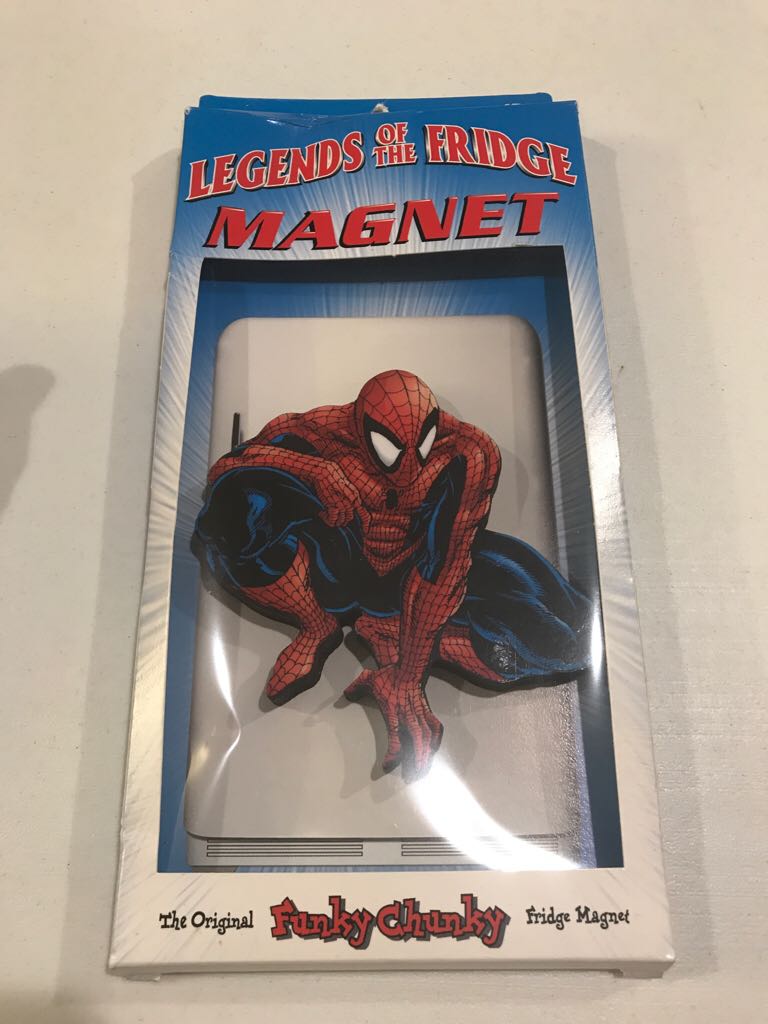 LEGENDS OF THE FRIDGE
MAGNET
The Original Funky Chunky Fridge Magnet